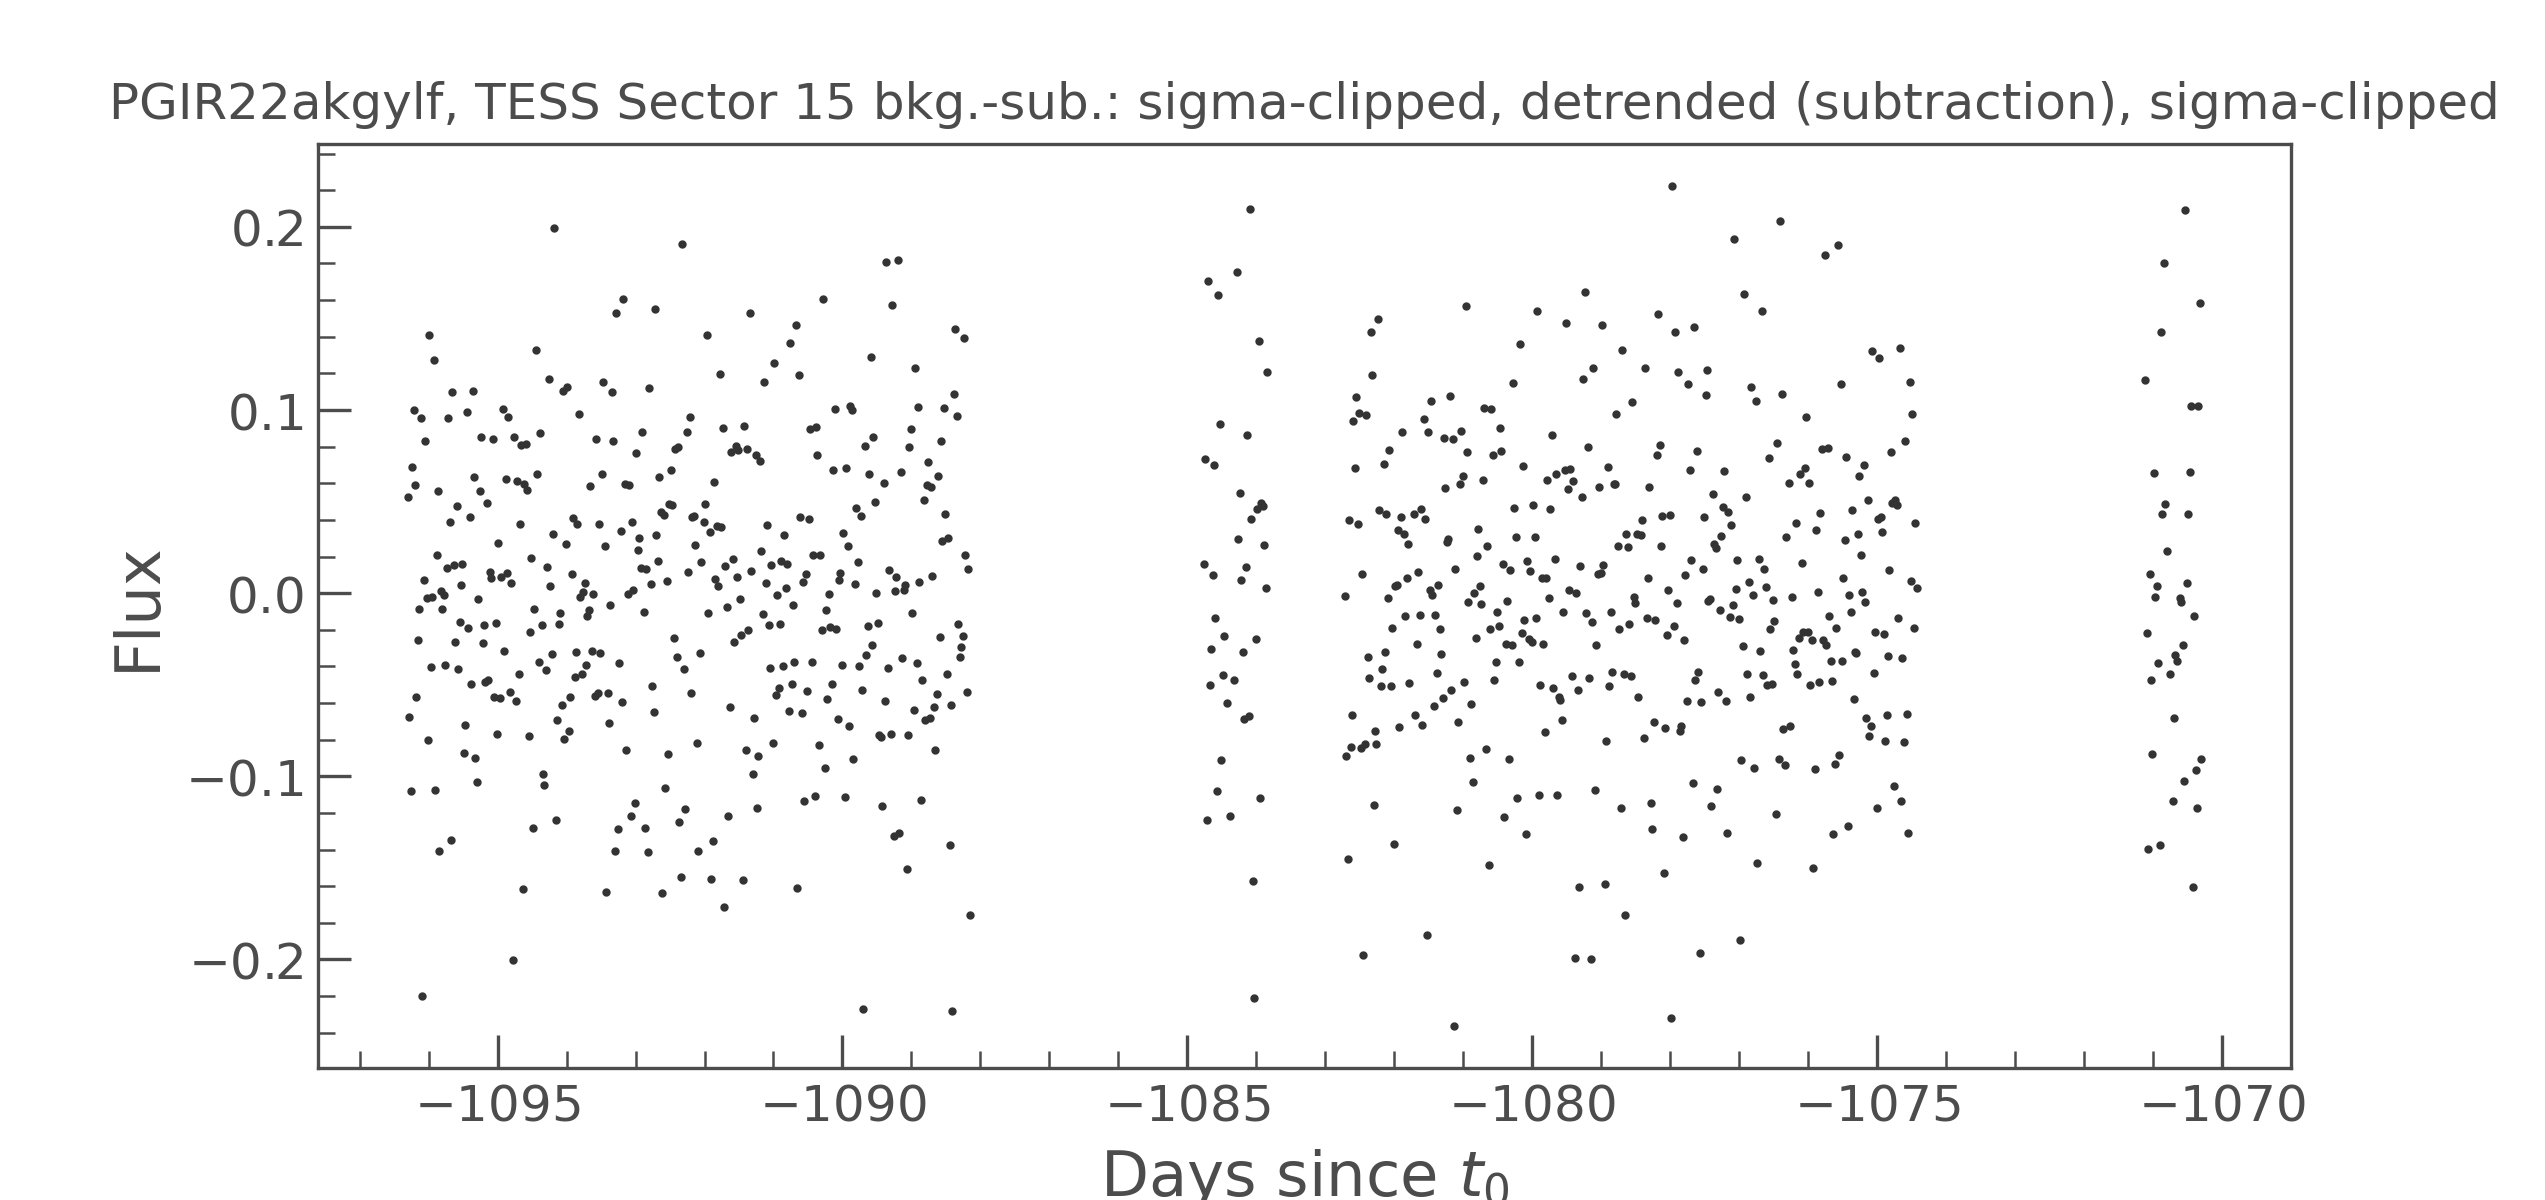 PGIR22akgylf, TESS Sector 15 bkg.-sub.: sigma-clipped, detrended (subtraction), sigma-clipped
Flux
0.2
0.1
0.0
−0.1
−0.2
−1095 −1090 −1085 −1080 −1075 −1070
Days since t0